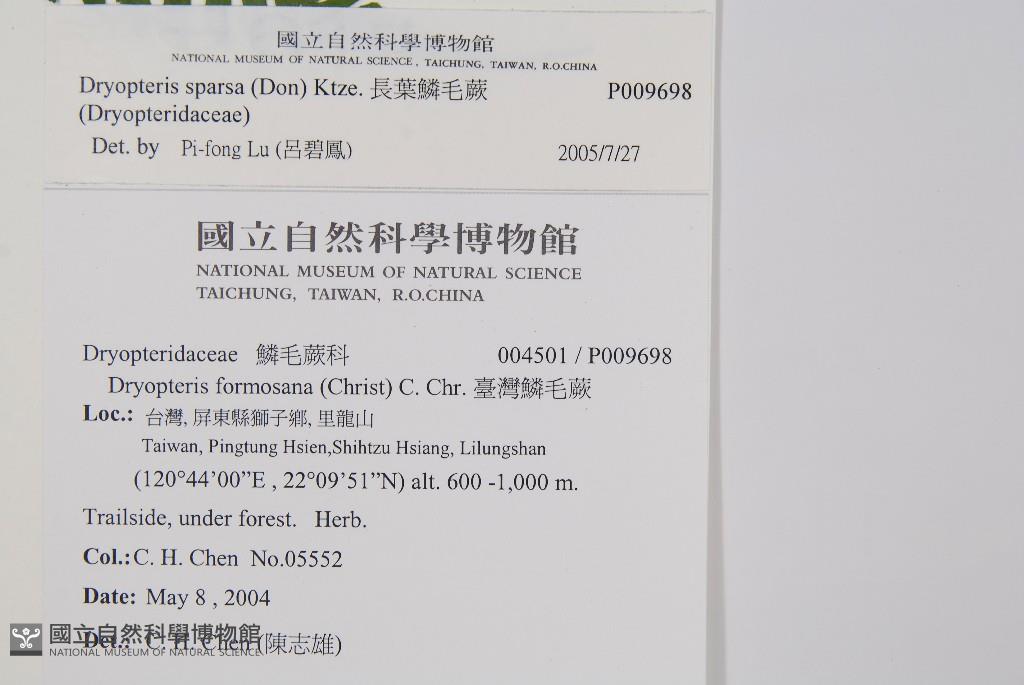 國立自然科學博物館
NATIONAL MUSEUM OF NATURAL SCIENCE, TAICHUNG, TAIWAN, R.O.CHINA
Dryopteris sparsa (Don) Ktze. 長葉鱗毛蕨 P009698
(Dryopteridaceae)
Det. by Pi-fong Lu (呂碧鳳) 2005/7/27
國立自然科學博物館
NATIONAL MUSEUM OF NATURAL SCIENCE
TAICHUNG, TAIWAN, R.O.CHINA
Dryopteridaceae 鱗毛蕨科 004501 / P009698
Dryopteris formosana (Christ) C. Chr. 臺灣鱗毛蕨
Loc.: 台灣, 屏東縣獅子鄉, 里龍山
Taiwan, Pingtung Hsien,Shihtzu Hsiang, Lilungshan
(120°44’00”E , 22°09’51”N) alt. 600 -1,000 m.
Trailside, under forest. Herb.
Col.: C. H. Chen No.05552
Date: May 8 , 2004
Det.: C. H. Chen (陳志雄)
國立自然科學博物館
NATIONAL MUSEUM OF NATURAL SCIENCE